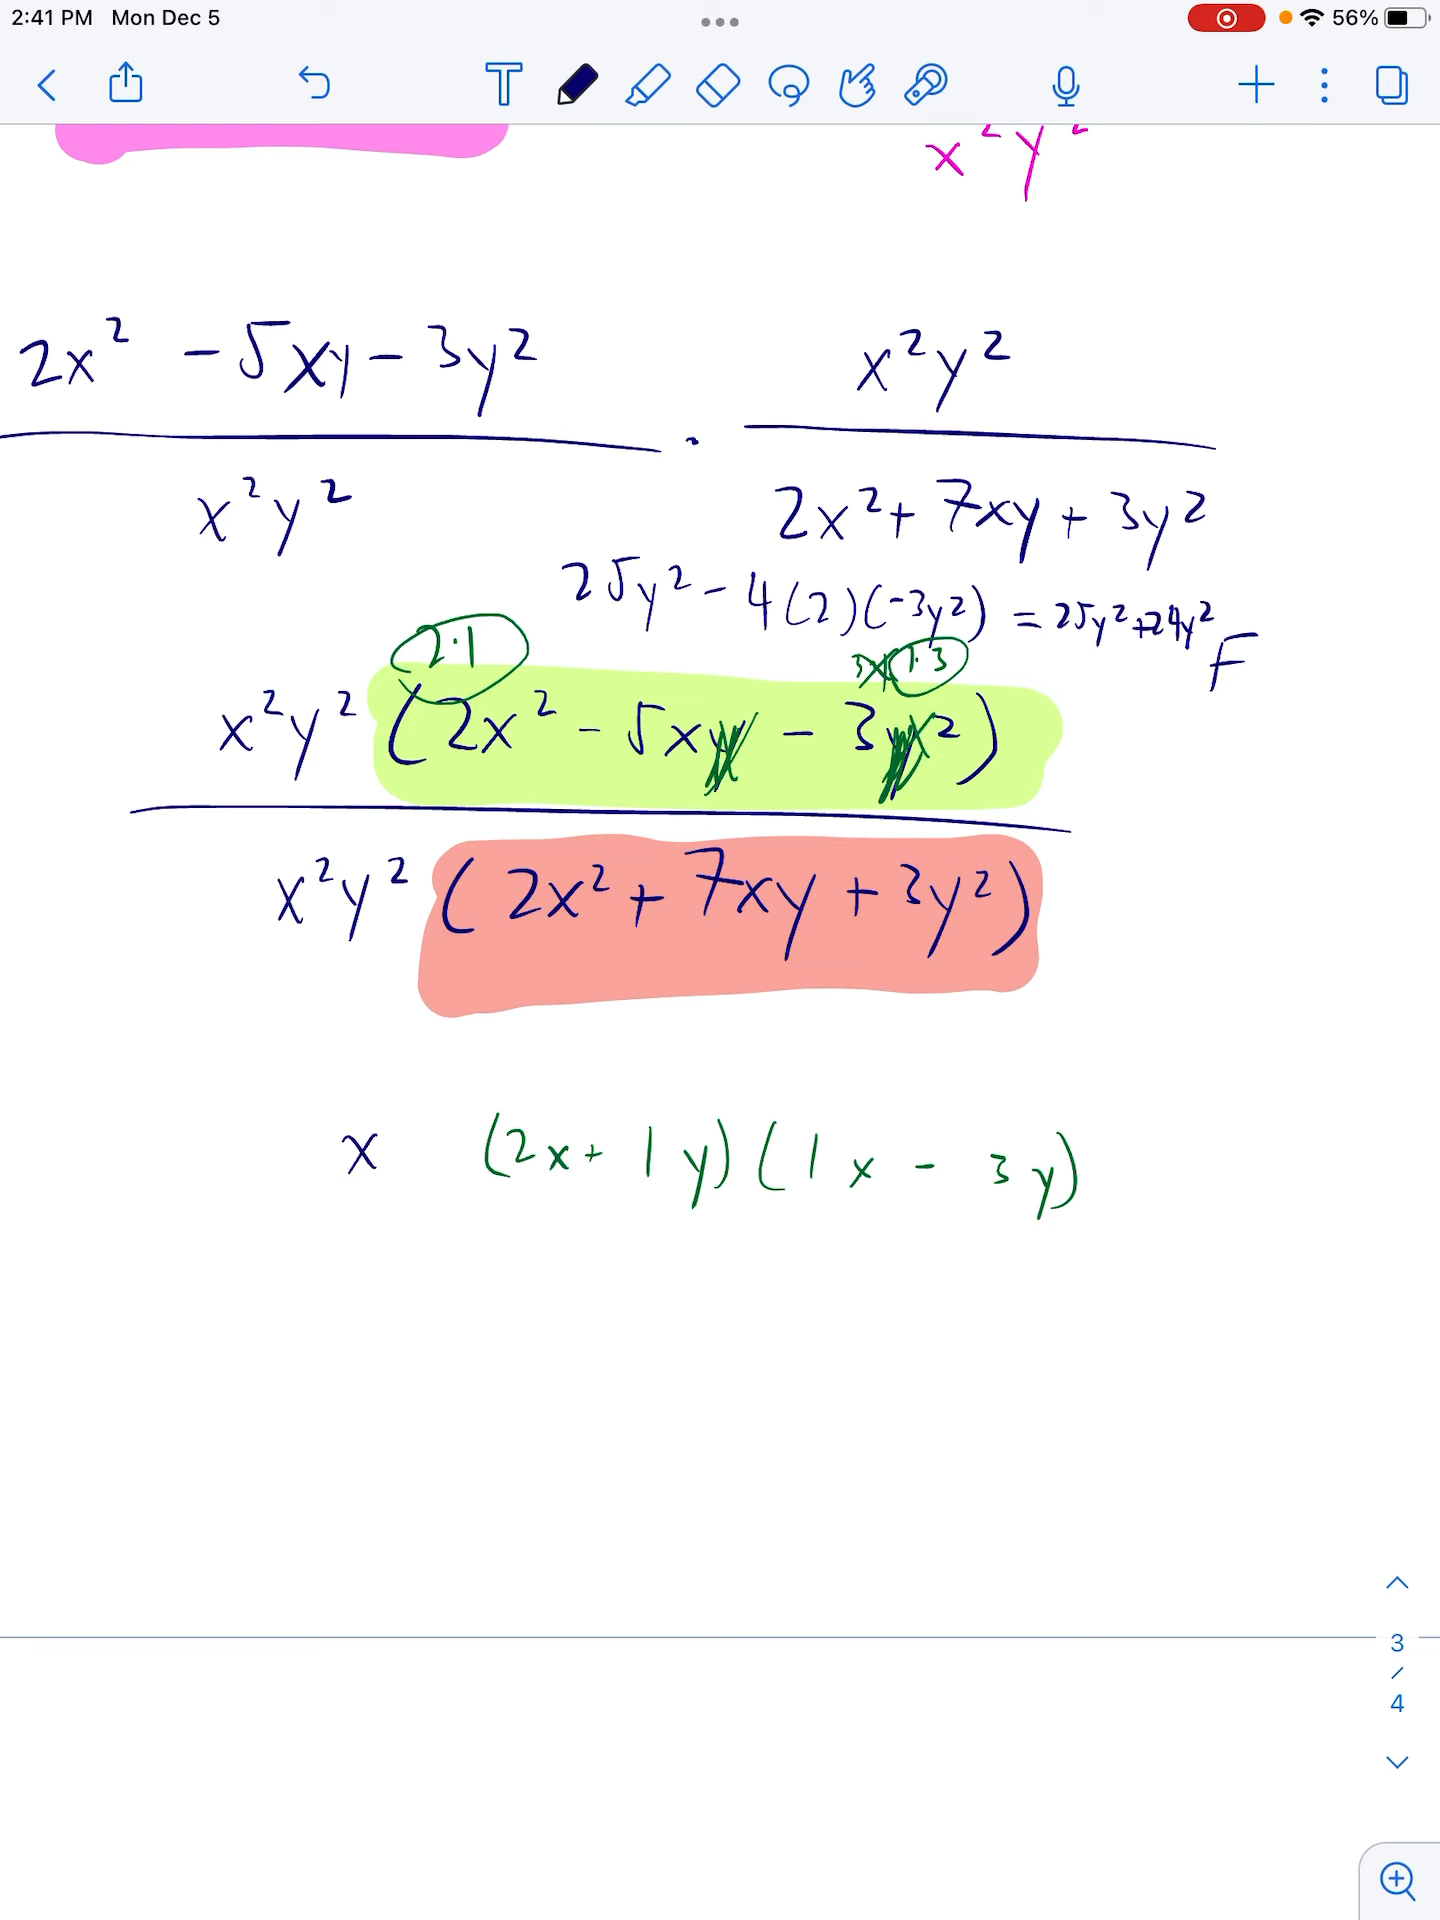 2:41 PM Mon Dec 5 56%
x²y²
2x² - 5xy - 3y² · x²y²
x²y² 2x² + 7xy + 3y²
25y² - 4(2)(-3y²) = 25y² + 24y² F
2·1 1·3
x²y² (2x² - 5xy - 3y²)
x²y² (2x² + 7xy + 3y²)
x (2x + 1y)(1x - 3y)
3
/
4